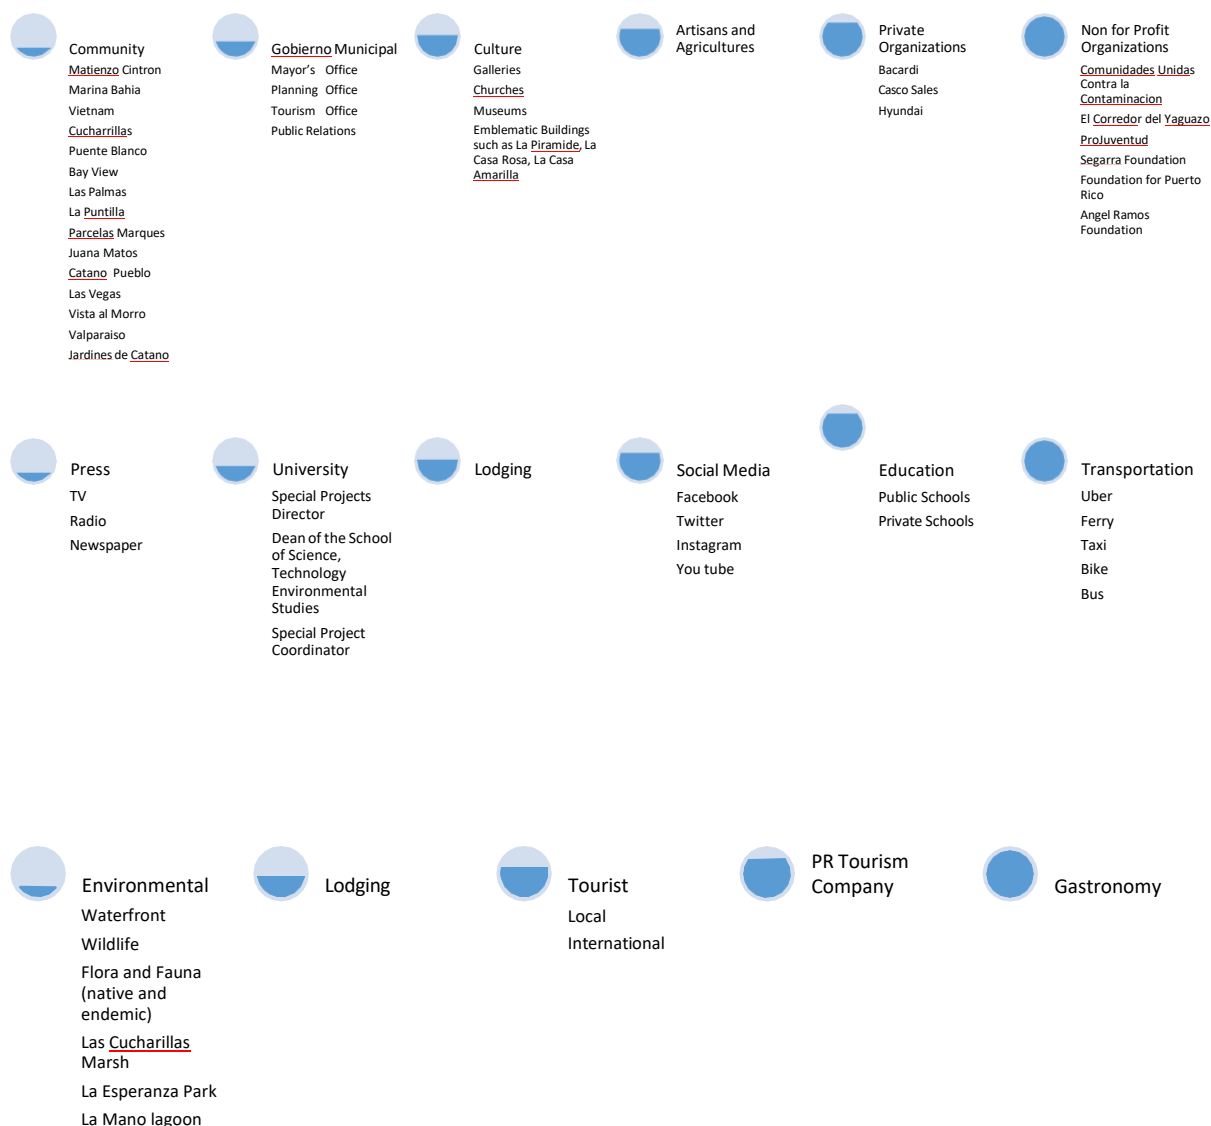 Community
Matienzo Cintron
Marina Bahia
Vietnam
Cucharrillas
Puente Blanco
Bay View
Las Palmas
La Puntilla
Parcelas Marques
Juana Matos
Catano Pueblo
Las Vegas
Vista al Morro
Valparaiso
Jardines de Catano
Gobierno Municipal
Mayor's Office
Planning Office
Tourism Office
Public Relations
Culture
Galleries
Churches
Museums
Emblematic Buildings
such as La Piramide, La
Casa Rosa, La Casa
Amarilla
Artisans and
Agricultures
Private
Organizations
Bacardi
Casco Sales
Hyundai
Non for Profit
Organizations
Comunidades Unidas
Contra la
Contaminacion
El Corredor del Yaguazo
ProJuventud
Segarra Foundation
Foundation for Puerto
Rico
Angel Ramos
Foundation
Press
TV
Radio
Newspaper
University
Special Projects
Director
Dean of the School
of Science,
Technology
Environmental
Studies
Special Project
Coordinator
Lodging
Social Media
Facebook
Twitter
Instagram
You tube
Education
Public Schools
Private Schools
Transportation
Uber
Ferry
Taxi
Bike
Bus
Environmental
Waterfront
Wildlife
Flora and Fauna
(native and
endemic)
Las Cucharillas
Marsh
La Esperanza Park
La Mano lagoon
Lodging
Tourist
Local
International
PR Tourism
Company
Gastronomy